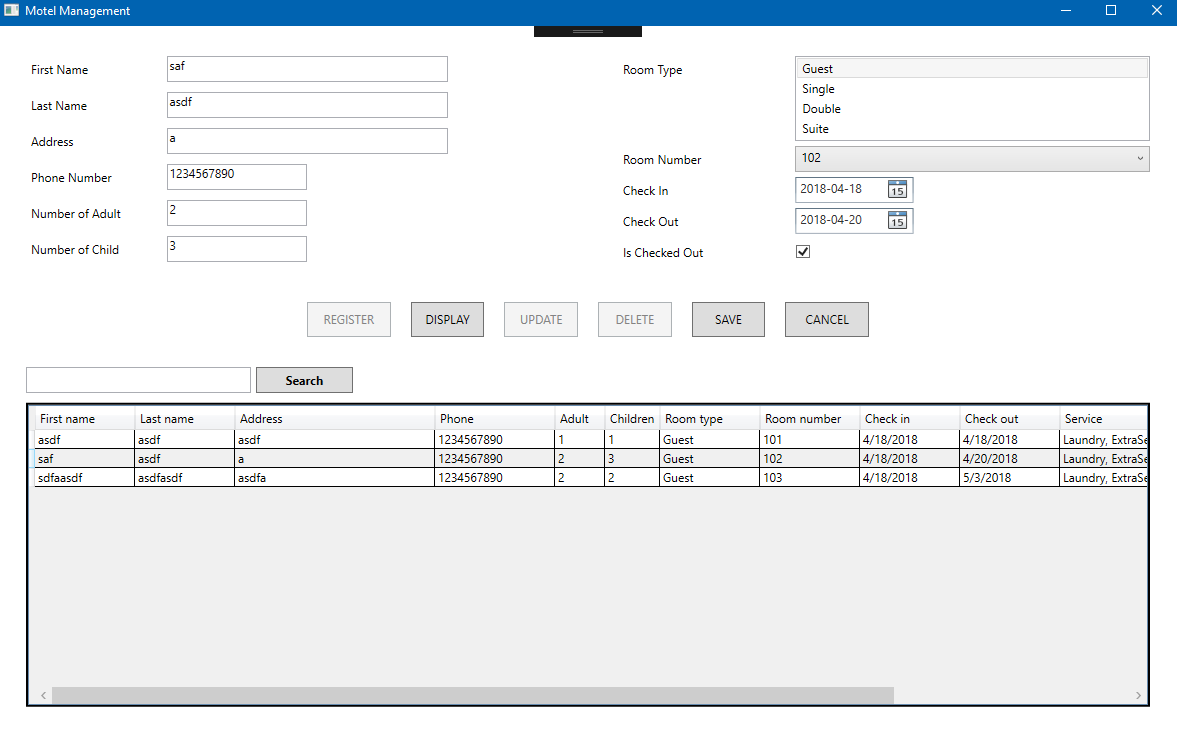 Motel Management
First Name saf
Last Name asdf
Address a
Phone Number 1234567890
Number of Adult 2
Number of Child 3
Room Type Guest
Single
Double
Suite
Room Number 102
Check In 2018-04-18 15
Check Out 2018-04-20 15
Is Checked Out
REGISTER DISPLAY UPDATE DELETE SAVE CANCEL
Search
First name Last name Address Phone Adult Children Room type Room number Check in Check out Service
asdf asdf asdf 1234567890 1 1 Guest 101 4/18/2018 4/18/2018 Laundry, ExtraSe
saf asdf a 1234567890 2 3 Guest 102 4/18/2018 4/20/2018 Laundry, ExtraSe
sdfaasdf asdfasdf asdfa 1234567890 2 2 Guest 103 4/18/2018 5/3/2018 Laundry, ExtraSe